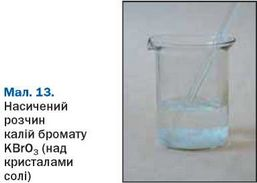 Мал. 13.
Насичений
розчин
калій бромату
KBrO₃ (над
кристалами
солі)